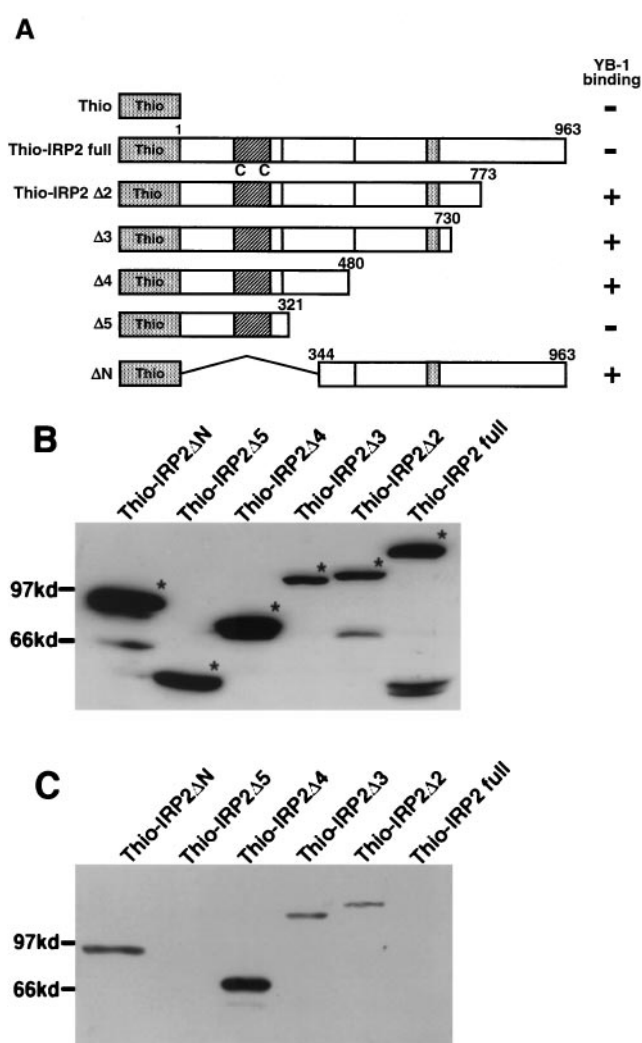 A
YB-1
binding
Thio Thio -
1 963
Thio-IRP2 full Thio -
C C 773
Thio-IRP2 Δ2 Thio +
730
Δ3 Thio +
480
Δ4 Thio +
321
Δ5 Thio -
344 963
ΔN Thio +
B
Thio-IRP2ΔN Thio-IRP2Δ5 Thio-IRP2Δ4 Thio-IRP2Δ3 Thio-IRP2Δ2 Thio-IRP2 full
* * * * * *
97kd
66kd
C
Thio-IRP2ΔN Thio-IRP2Δ5 Thio-IRP2Δ4 Thio-IRP2Δ3 Thio-IRP2Δ2 Thio-IRP2 full
97kd
66kd